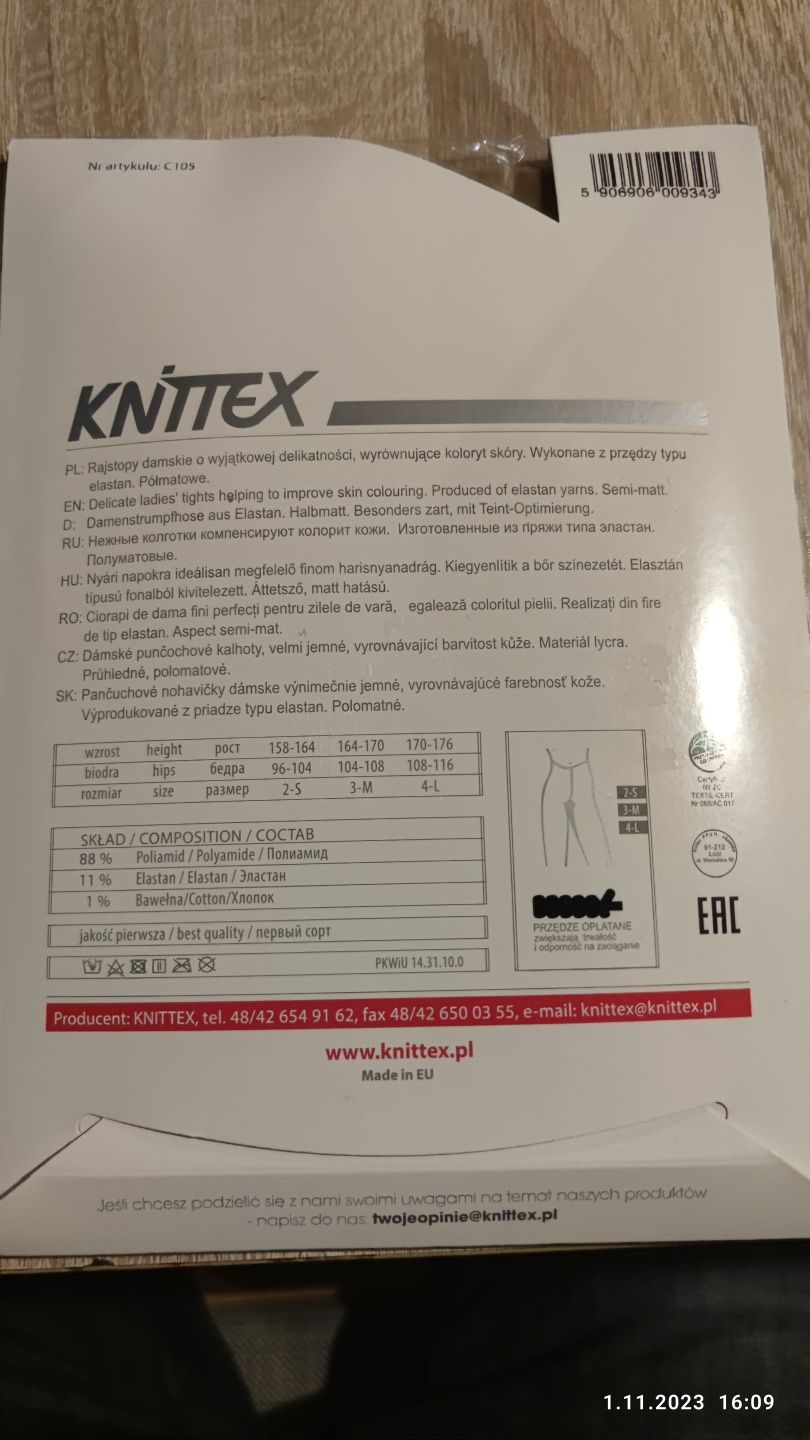 Nr artykułu: C105
5 906906 009343
KNITTEX
PL: Rajstopy damskie o wyjątkowej delikatności, wyrównujące koloryt skóry. Wykonane z przędzy typu
elastan. Półmatowe.
EN: Delicate ladies' tights helping to improve skin colouring. Produced of elastan yarns. Semi-matt.
D: Damenstrumpfhose aus Elastan. Halbmatt. Besonders zart, mit Teint-Optimierung.
RU: Нежные колготки компенсируют колорит кожи. Изготовленные из пряжи типа эластан.
Полуматовые.
HU: Nyári napokra ideálisan megfelelő finom harisnyanadrág. Kiegyenlítik a bőr színezetét. Elasztán
típusú fonalból kivitelezett. Áttetsző, matt hatású.
RO: Ciorapi de dama fini perfecți pentru zilele de vară, egalează coloritul pielii. Realizați din fire
de tip elastan. Aspect semi-mat.
CZ: Dámské punčochové kalhoty, velmi jemné, vyrovnávající barvitost kůže. Materiál lycra.
Průhledné, polomatové.
SK: Pančuchové nohavičky dámske výnimečnie jemné, vyrovnávajúcé farebnosť kože.
Výprodukované z priadze typu elastan. Polomatné.
wzrost height рост 158-164 164-170 170-176
biodra hips бедра 96-104 104-108 108-116
rozmiar size размер 2-S 3-M 4-L
2-S
3-M
4-L
SKŁAD / COMPOSITION / СОСТАВ
88 % Poliamid / Polyamide / Полиамид
11 % Elastan / Elastan / Эластан
1 % Bawełna/Cotton/Хлопок
jakość pierwsza / best quality / первый сорт
PKWiU 14.31.10.0
PRZĘDZE OPLATANE
zwiększają trwałość
i odporność na zaciąganie
TEXTIL-CERT
Nr 068/AC 017
91-212
Łódź
EAC
Producent: KNITTEX, tel. 48/42 654 91 62, fax 48/42 650 03 55, e-mail: knittex@knittex.pl
www.knittex.pl
Made in EU
Jeśli chcesz podzielić się z nami swoimi uwagami na temat naszych produktów
- napisz do nas: twojeopinie@knittex.pl
1.11.2023 16:09